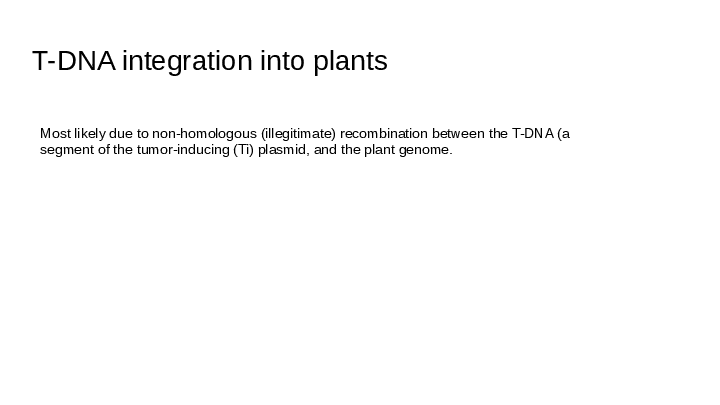 T-DNA integration into plants
Most likely due to non-homologous (illegitimate) recombination between the T-DNA (a
segment of the tumor-inducing (Ti) plasmid, and the plant genome.